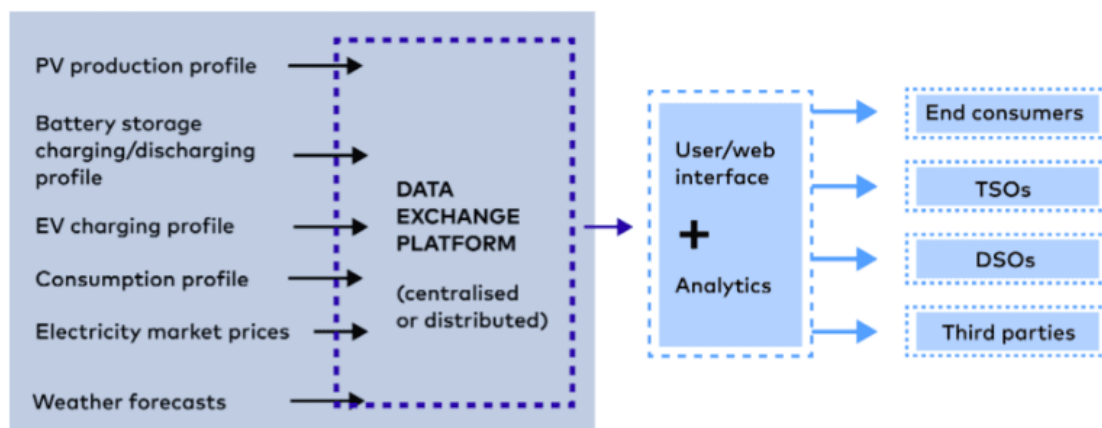 PV production profile
Battery storage
charging/discharging
profile
EV charging profile
Consumption profile
Electricity market prices
Weather forecasts
DATA
EXCHANGE
PLATFORM
(centralised
or distributed)
User/web
interface
+
Analytics
End consumers
TSOs
DSOs
Third parties